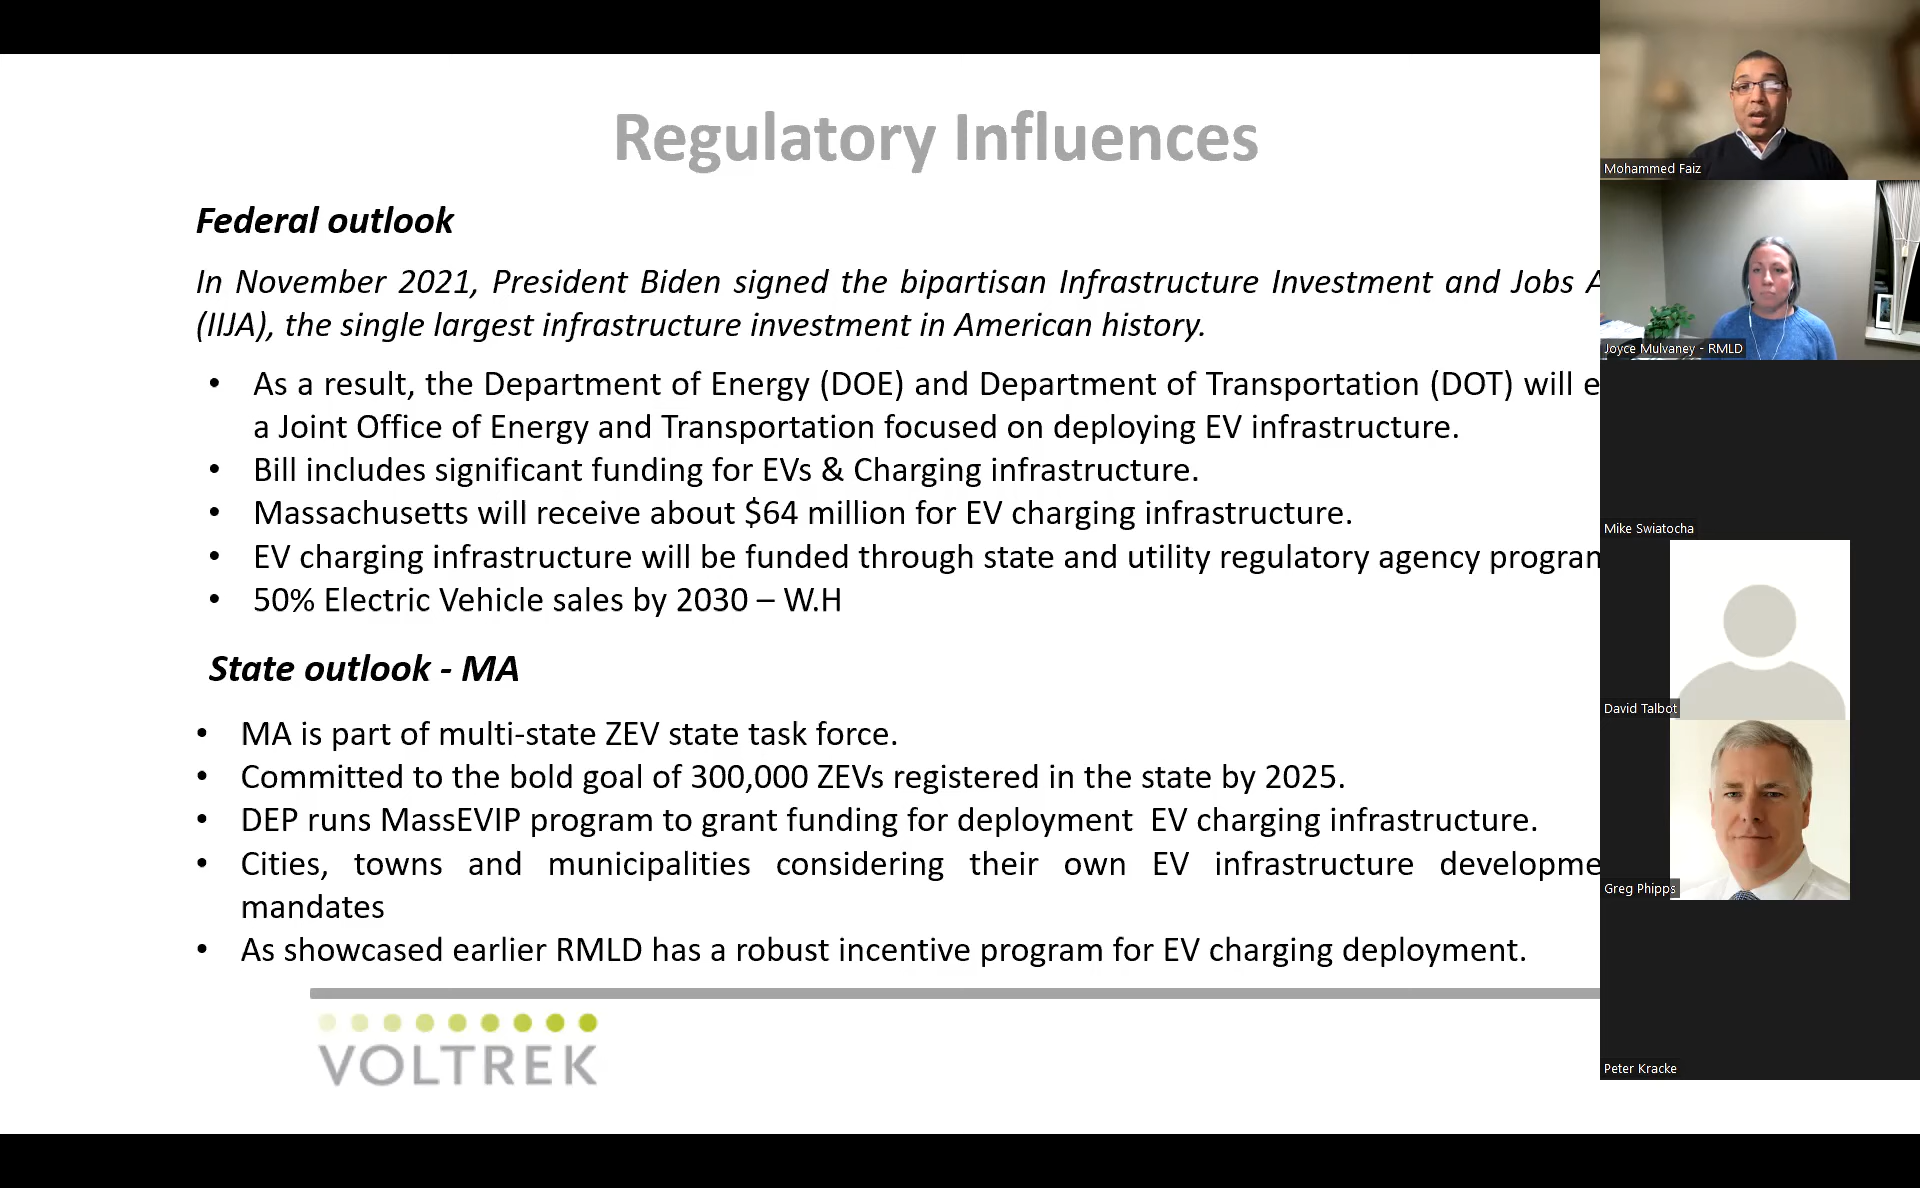 Regulatory Influences
Federal outlook
In November 2021, President Biden signed the bipartisan Infrastructure Investment and Jobs
(IIJA), the single largest infrastructure investment in American history.
• As a result, the Department of Energy (DOE) and Department of Transportation (DOT) will
a Joint Office of Energy and Transportation focused on deploying EV infrastructure.
• Bill includes significant funding for EVs & Charging infrastructure.
• Massachusetts will receive about $64 million for EV charging infrastructure.
• EV charging infrastructure will be funded through state and utility regulatory agency
• 50% Electric Vehicle sales by 2030 – W.H
State outlook - MA
• MA is part of multi-state ZEV state task force.
• Committed to the bold goal of 300,000 ZEVs registered in the state by 2025.
• DEP runs MassEVIP program to grant funding for deployment EV charging infrastructure.
• Cities, towns and municipalities considering their own EV infrastructure
mandates
• As showcased earlier RMLD has a robust incentive program for EV charging deployment.
VOLTREK
Mohammed Faiz
Joyce Mulvaney - RMLD
Mike Swiatocha
David Talbot
Greg Phipps
Peter Kracke